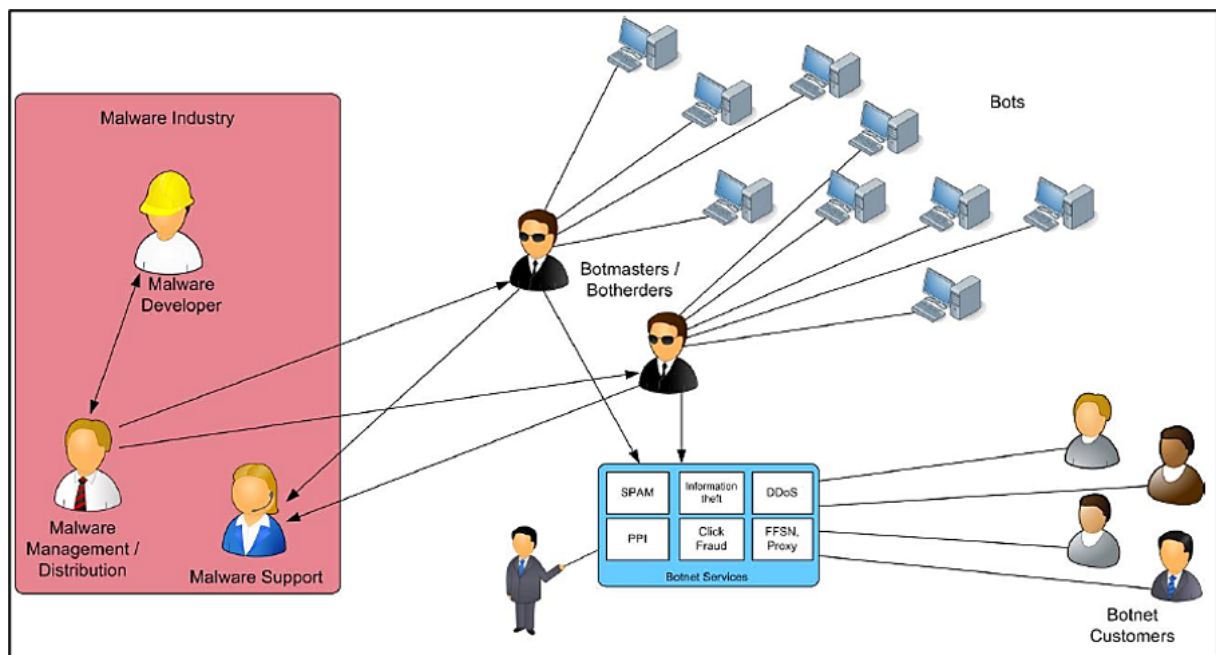 Malware Industry
Bots
Malware
Developer
Botmasters /
Botherders
Malware
Management /
Distribution
Malware Support
SPAM
Information
theft
DDoS
PPI
Click
Fraud
FFSN,
Proxy
Botnet Services
Botnet
Customers